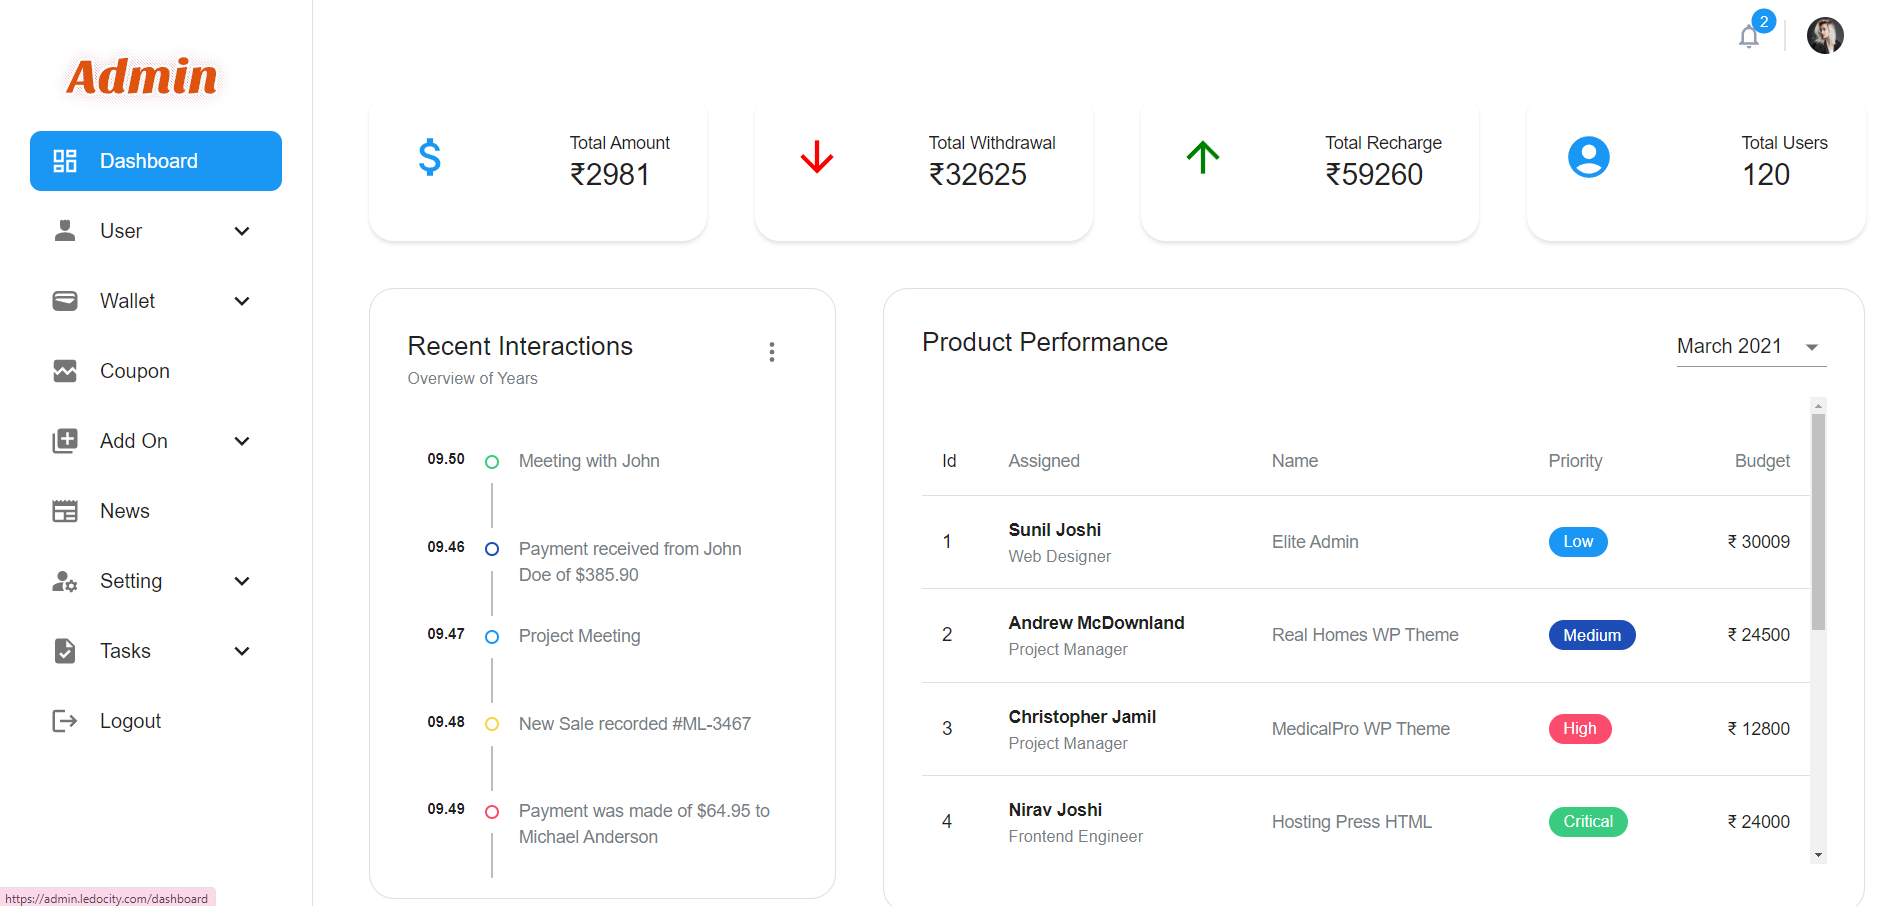 Admin
2
Dashboard
User
Wallet
Coupon
Add On
News
Setting
Tasks
Logout
Total Amount
₹2981
Total Withdrawal
₹32625
Total Recharge
₹59260
Total Users
120
Recent Interactions
Overview of Years
09.50 Meeting with John
09.46 Payment received from John
Doe of $385.90
09.47 Project Meeting
09.48 New Sale recorded #ML-3467
09.49 Payment was made of $64.95 to
Michael Anderson
Product Performance
March 2021
Id Assigned Name Priority Budget
1 Sunil Joshi Elite Admin Low ₹ 30009
Web Designer
2 Andrew McDownland Real Homes WP Theme Medium ₹ 24500
Project Manager
3 Christopher Jamil MedicalPro WP Theme High ₹ 12800
Project Manager
4 Nirav Joshi Hosting Press HTML Critical ₹ 24000
Frontend Engineer
https://admin.ledocity.com/dashboard